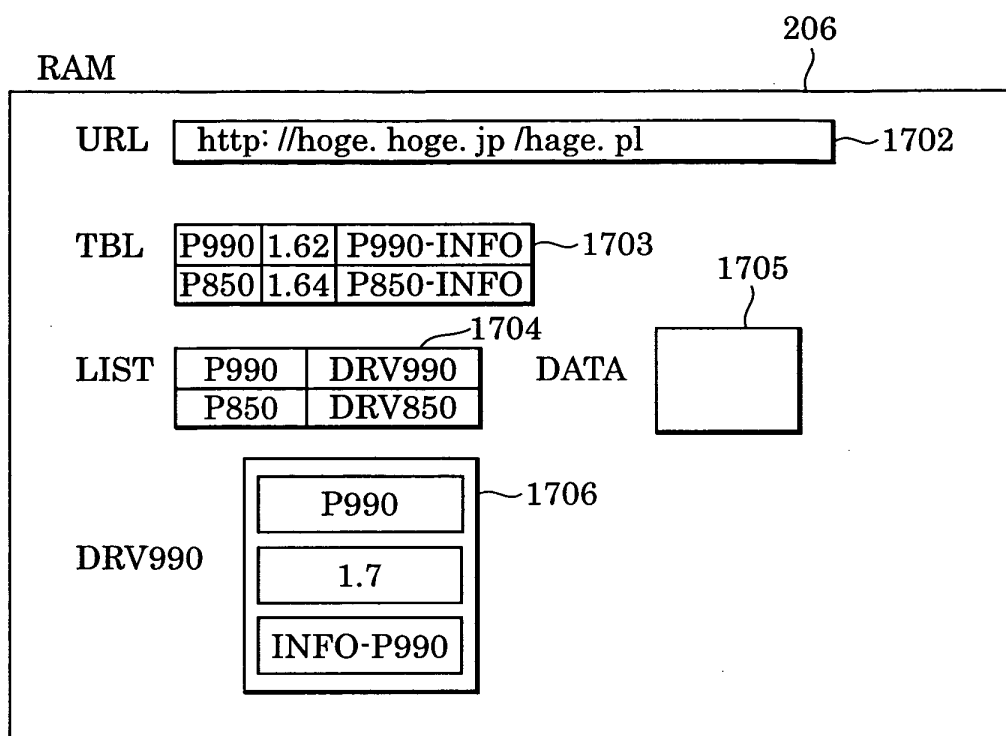 206
RAM
URL http: //hoge. hoge. jp /hage. pl 1702
TBL P990 1.62 P990-INFO 1703
P850 1.64 P850-INFO
1705
1704
LIST P990 DRV990 DATA
P850 DRV850
P990 1706
DRV990 1.7
INFO-P990